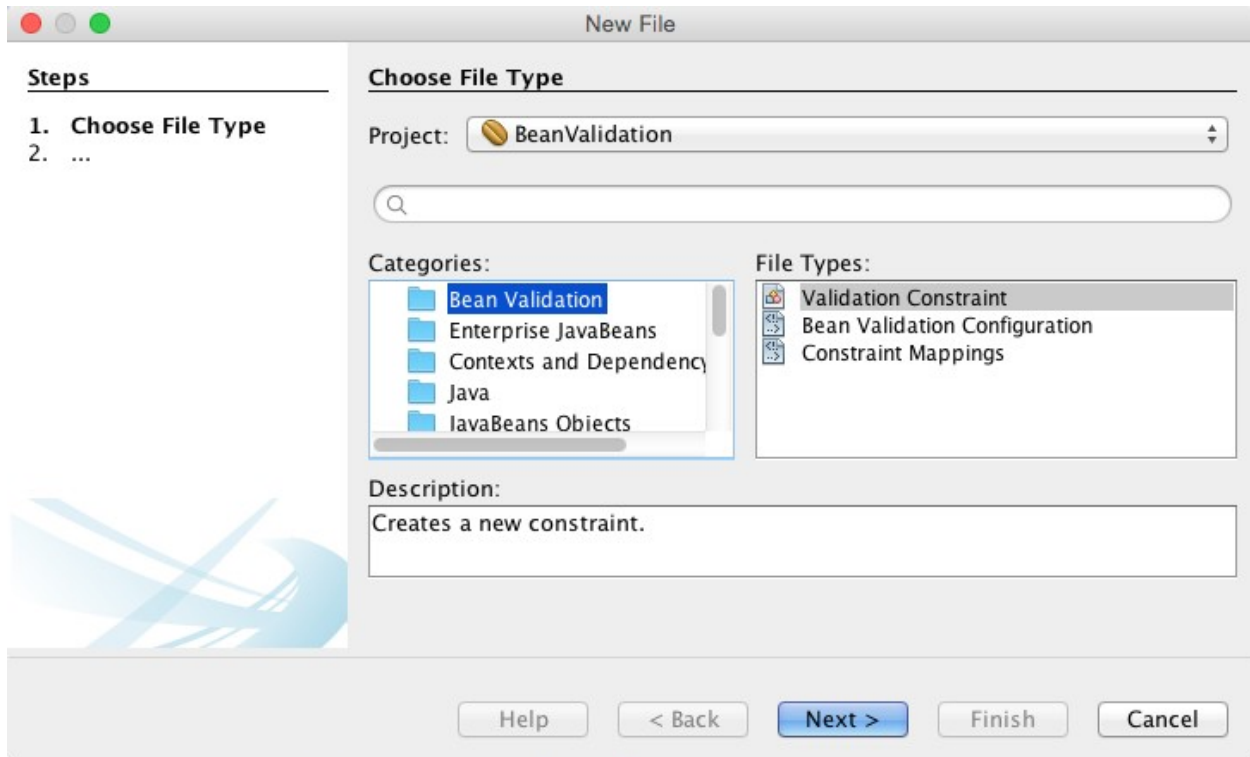 New File
Steps
1. Choose File Type
2. ...
Choose File Type
Project: BeanValidation
Categories:
Bean Validation
Enterprise JavaBeans
Contexts and Dependency
Java
JavaBeans Objects
File Types:
Validation Constraint
Bean Validation Configuration
Constraint Mappings
Description:
Creates a new constraint.
Help
< Back
Next >
Finish
Cancel